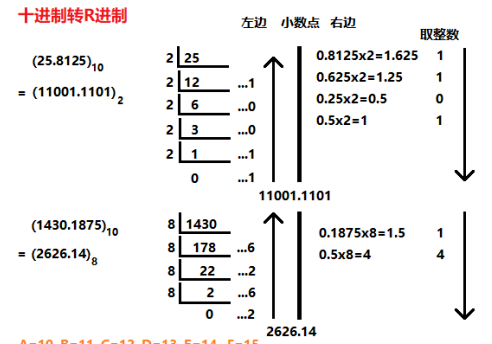 十进制转R进制
左边 小数点 右边
取整数
(25.8125)10
= (11001.1101)2
2 25
2 12 ...1
2 6 ...0
2 3 ...0
2 1 ...1
0 ...1
0.8125x2=1.625 1
0.625x2=1.25 1
0.25x2=0.5 0
0.5x2=1 1
11001.1101
(1430.1875)10
= (2626.14)8
8 1430
8 178 ...6
8 22 ...2
8 2 ...6
0 ...2
0.1875x8=1.5 1
0.5x8=4 4
2626.14
A=10 B=11 C=12 D=13 E=14 F=15